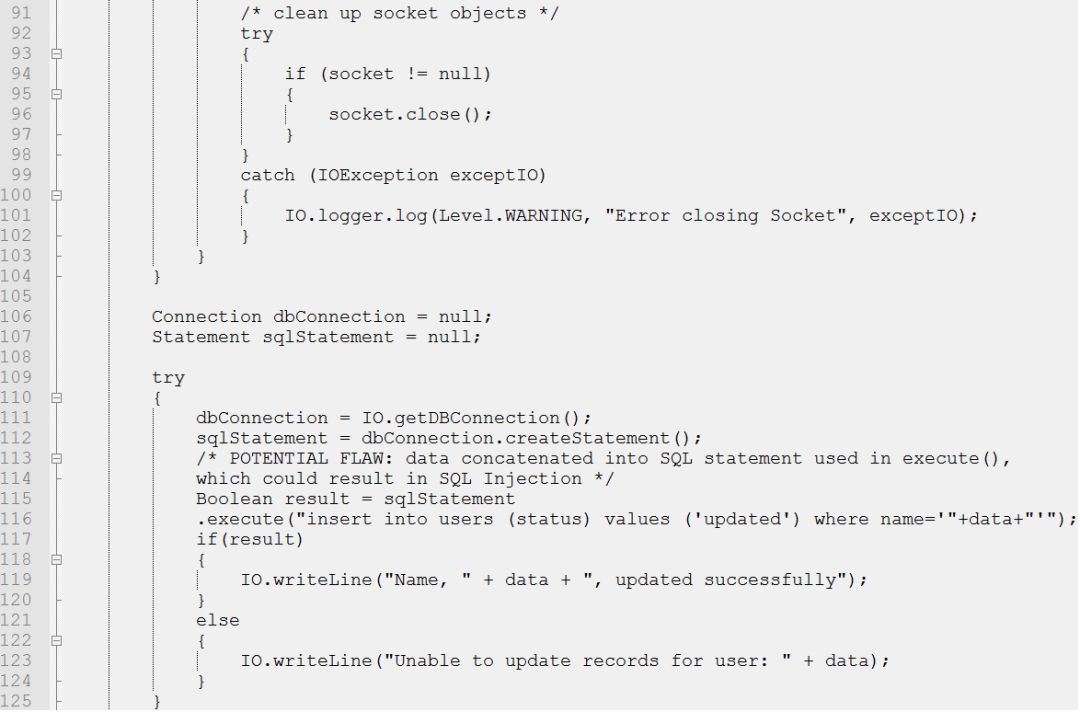 91 /* clean up socket objects */
92 try
93 {
94 if (socket != null)
95 {
96 socket.close();
97 }
98 }
99 catch (IOException exceptIO)
100 {
101 IO.logger.log(Level.WARNING, "Error closing Socket", exceptIO);
102 }
103 }
104 }
105
106 Connection dbConnection = null;
107 Statement sqlStatement = null;
108
109 try
110 {
111 dbConnection = IO.getDBConnection();
112 sqlStatement = dbConnection.createStatement();
113 /* POTENTIAL FLAW: data concatenated into SQL statement used in execute(),
114 which could result in SQL Injection */
115 Boolean result = sqlStatement
116 .execute("insert into users (status) values ('updated') where name='"+data+"'");
117 if(result)
118 {
119 IO.writeLine("Name, " + data + ", updated successfully");
120 }
121 else
122 {
123 IO.writeLine("Unable to update records for user: " + data);
124 }
125 }